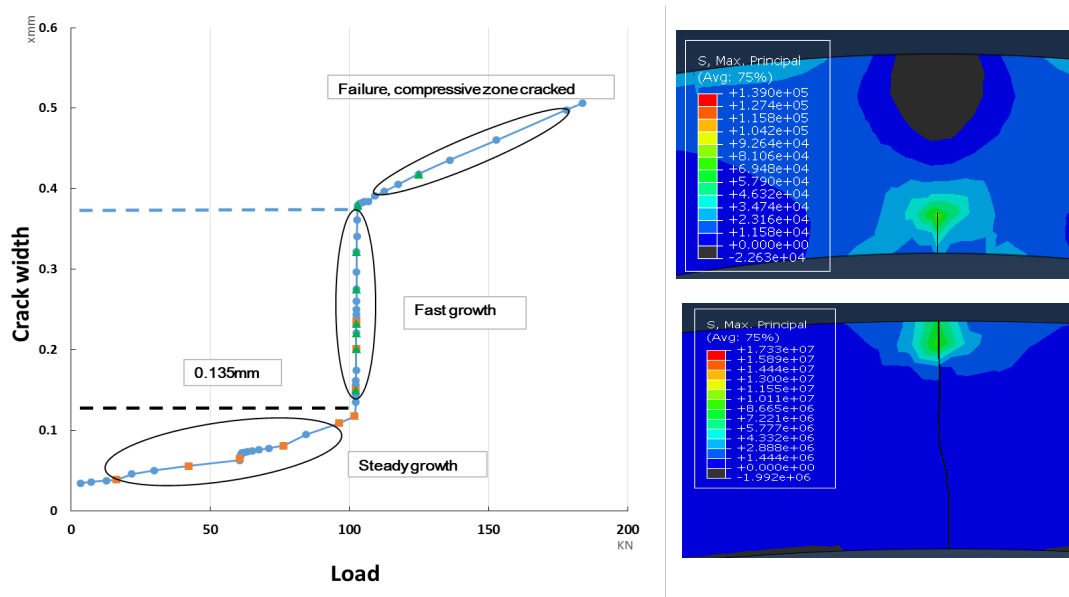 xmm
0.6
0.5
0.4
0.3
0.2
0.1
0
Crack width
Failure, compressive zone cracked
Fast growth
0.135mm
Steady growth
0 50 100 150 200
KN
Load
S, Max. Principal
(Avg: 75%)
+1.390e+05
+1.274e+05
+1.158e+05
+1.042e+05
+9.264e+04
+8.106e+04
+6.948e+04
+5.790e+04
+4.632e+04
+3.474e+04
+2.316e+04
+1.158e+04
+0.000e+00
-2.263e+04
S, Max. Principal
(Avg: 75%)
+1.733e+07
+1.589e+07
+1.444e+07
+1.300e+07
+1.155e+07
+1.011e+07
+8.665e+06
+7.221e+06
+5.777e+06
+4.332e+06
+2.888e+06
+1.444e+06
+0.000e+00
-1.992e+06